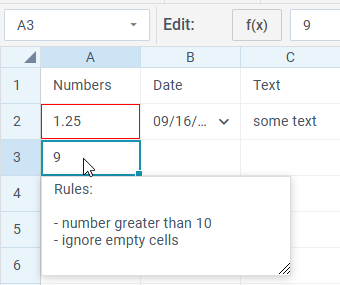 A3 Edit: f(x) 9
A B C
1 Numbers Date Text
2 1.25 09/16/... some text
3 9
4 Rules:
5 - number greater than 10
- ignore empty cells
6